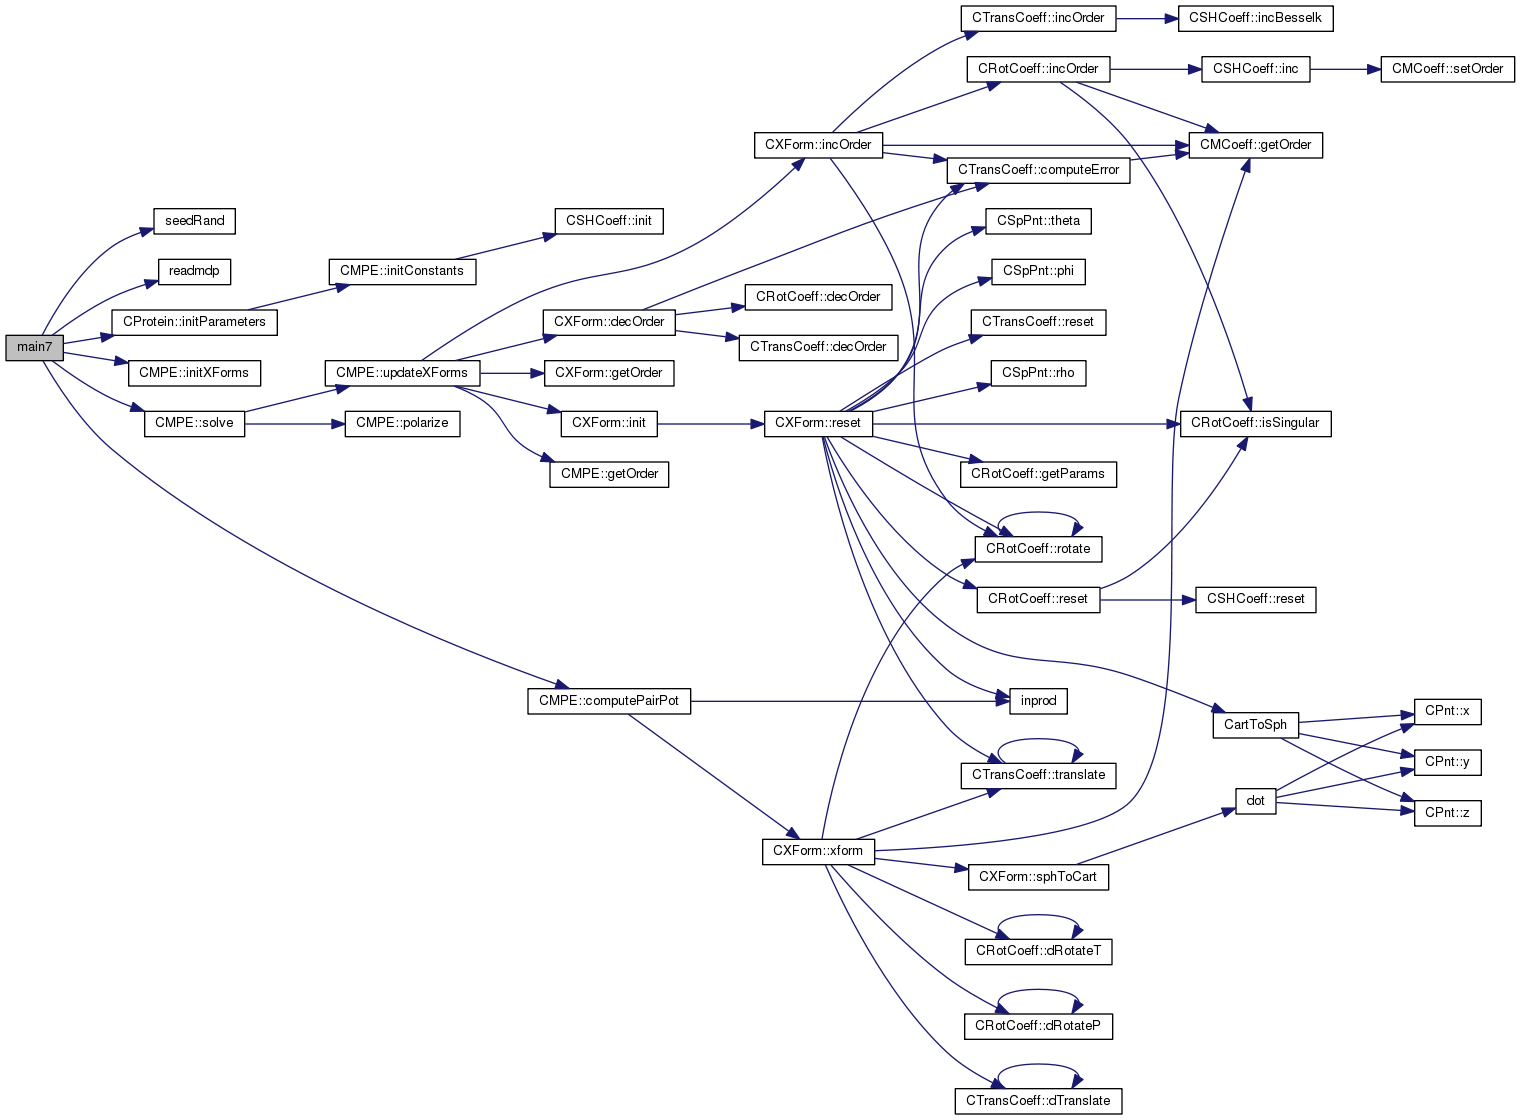 CTransCoeff::incOrder
CSHCoeff::incBesselk
CRotCoeff::incOrder
CSHCoeff::inc
CMCoeff::setOrder
CXForm::incOrder
CMCoeff::getOrder
CTransCoeff::computeError
seedRand
CSHCoeff::init
CSpPnt::theta
readmdp
CMPE::initConstants
CSpPnt::phi
CRotCoeff::decOrder
CProtein::initParameters
CXForm::decOrder
CTransCoeff::reset
main7
CTransCoeff::decOrder
CMPE::initXForms
CMPE::updateXForms
CXForm::getOrder
CSpPnt::rho
CMPE::solve
CMPE::polarize
CXForm::init
CXForm::reset
CRotCoeff::isSingular
CMPE::getOrder
CRotCoeff::getParams
CRotCoeff::rotate
CRotCoeff::reset
CSHCoeff::reset
CMPE::computePairPot
inprod
CPnt::x
CartToSph
CPnt::y
CTransCoeff::translate
dot
CPnt::z
CXForm::xform
CXForm::sphToCart
CRotCoeff::dRotateT
CRotCoeff::dRotateP
CTransCoeff::dTranslate